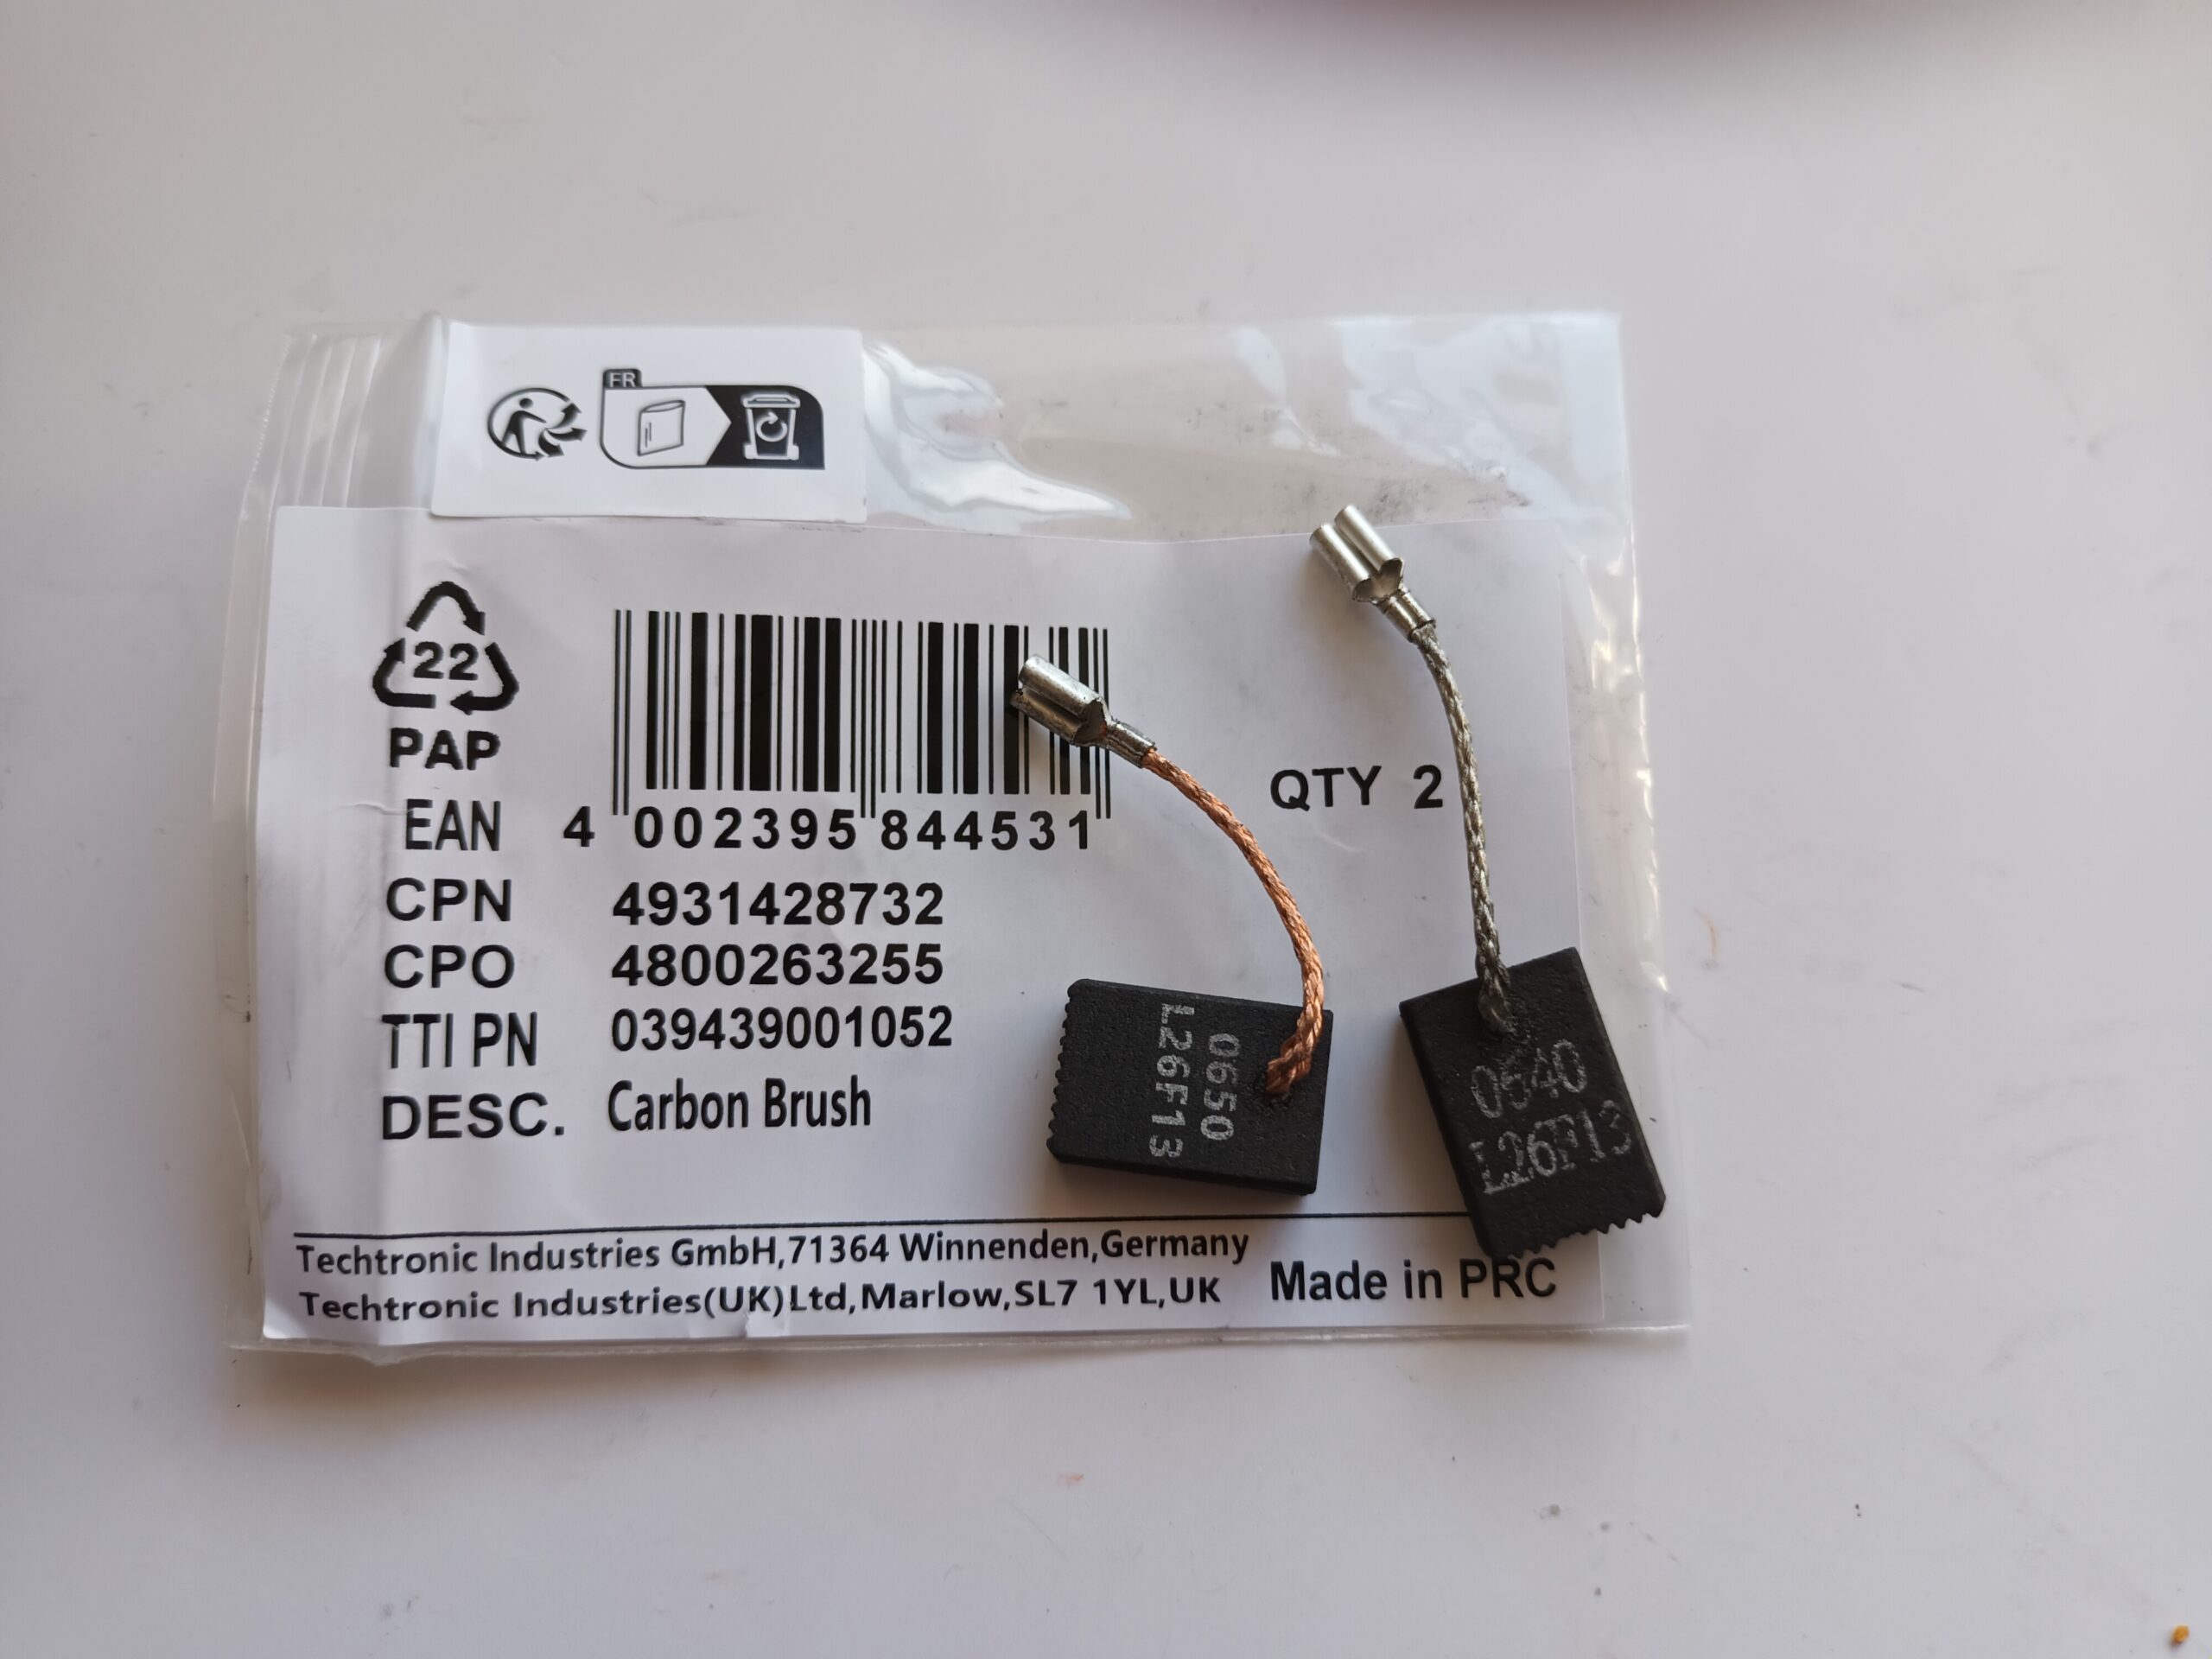 FR
22
PAP
EAN 4 002395 844531
QTY 2
CPN 4931428732
CPO 4800263255
TTI PN 039439001052
DESC. Carbon Brush
0650
L26F13
0540
L26F13
Techtronic Industries GmbH,71364 Winnenden,Germany
Techtronic Industries(UK)Ltd,Marlow,SL7 1YL,UK
Made in PRC